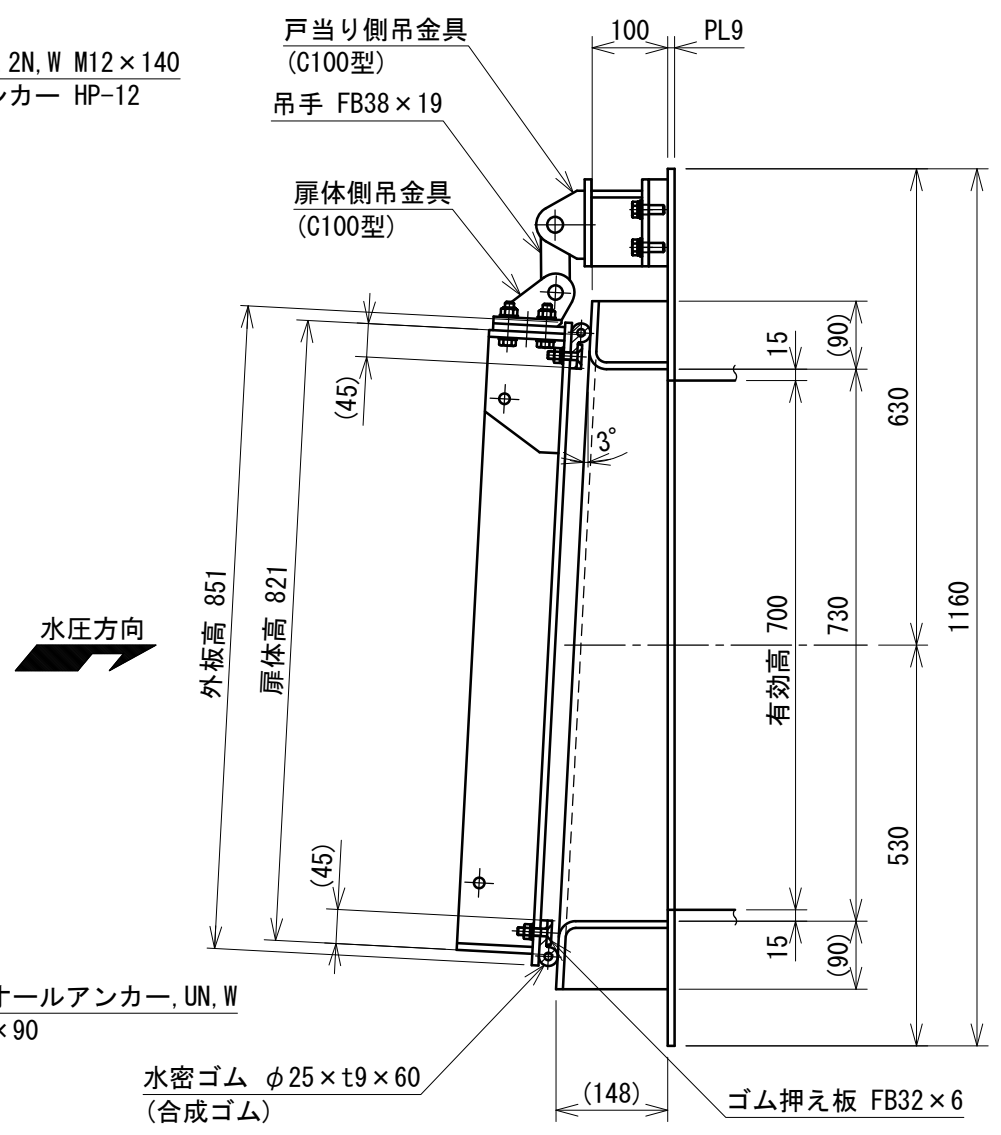 戸当り側吊金具
(C100型)
100
PL9
2N,W M12×140
ンカー HP-12
吊手 FB38×19
扉体側吊金具
(C100型)
(45)
3°
15
(90)
630
外板高 851
扉体高 821
水圧方向
有効高 700
730
1160
(45)
530
15
(90)
オールアンカー,UN,W
×90
水密ゴム φ25×t9×60
(合成ゴム)
(148)
ゴム押え板 FB32×6